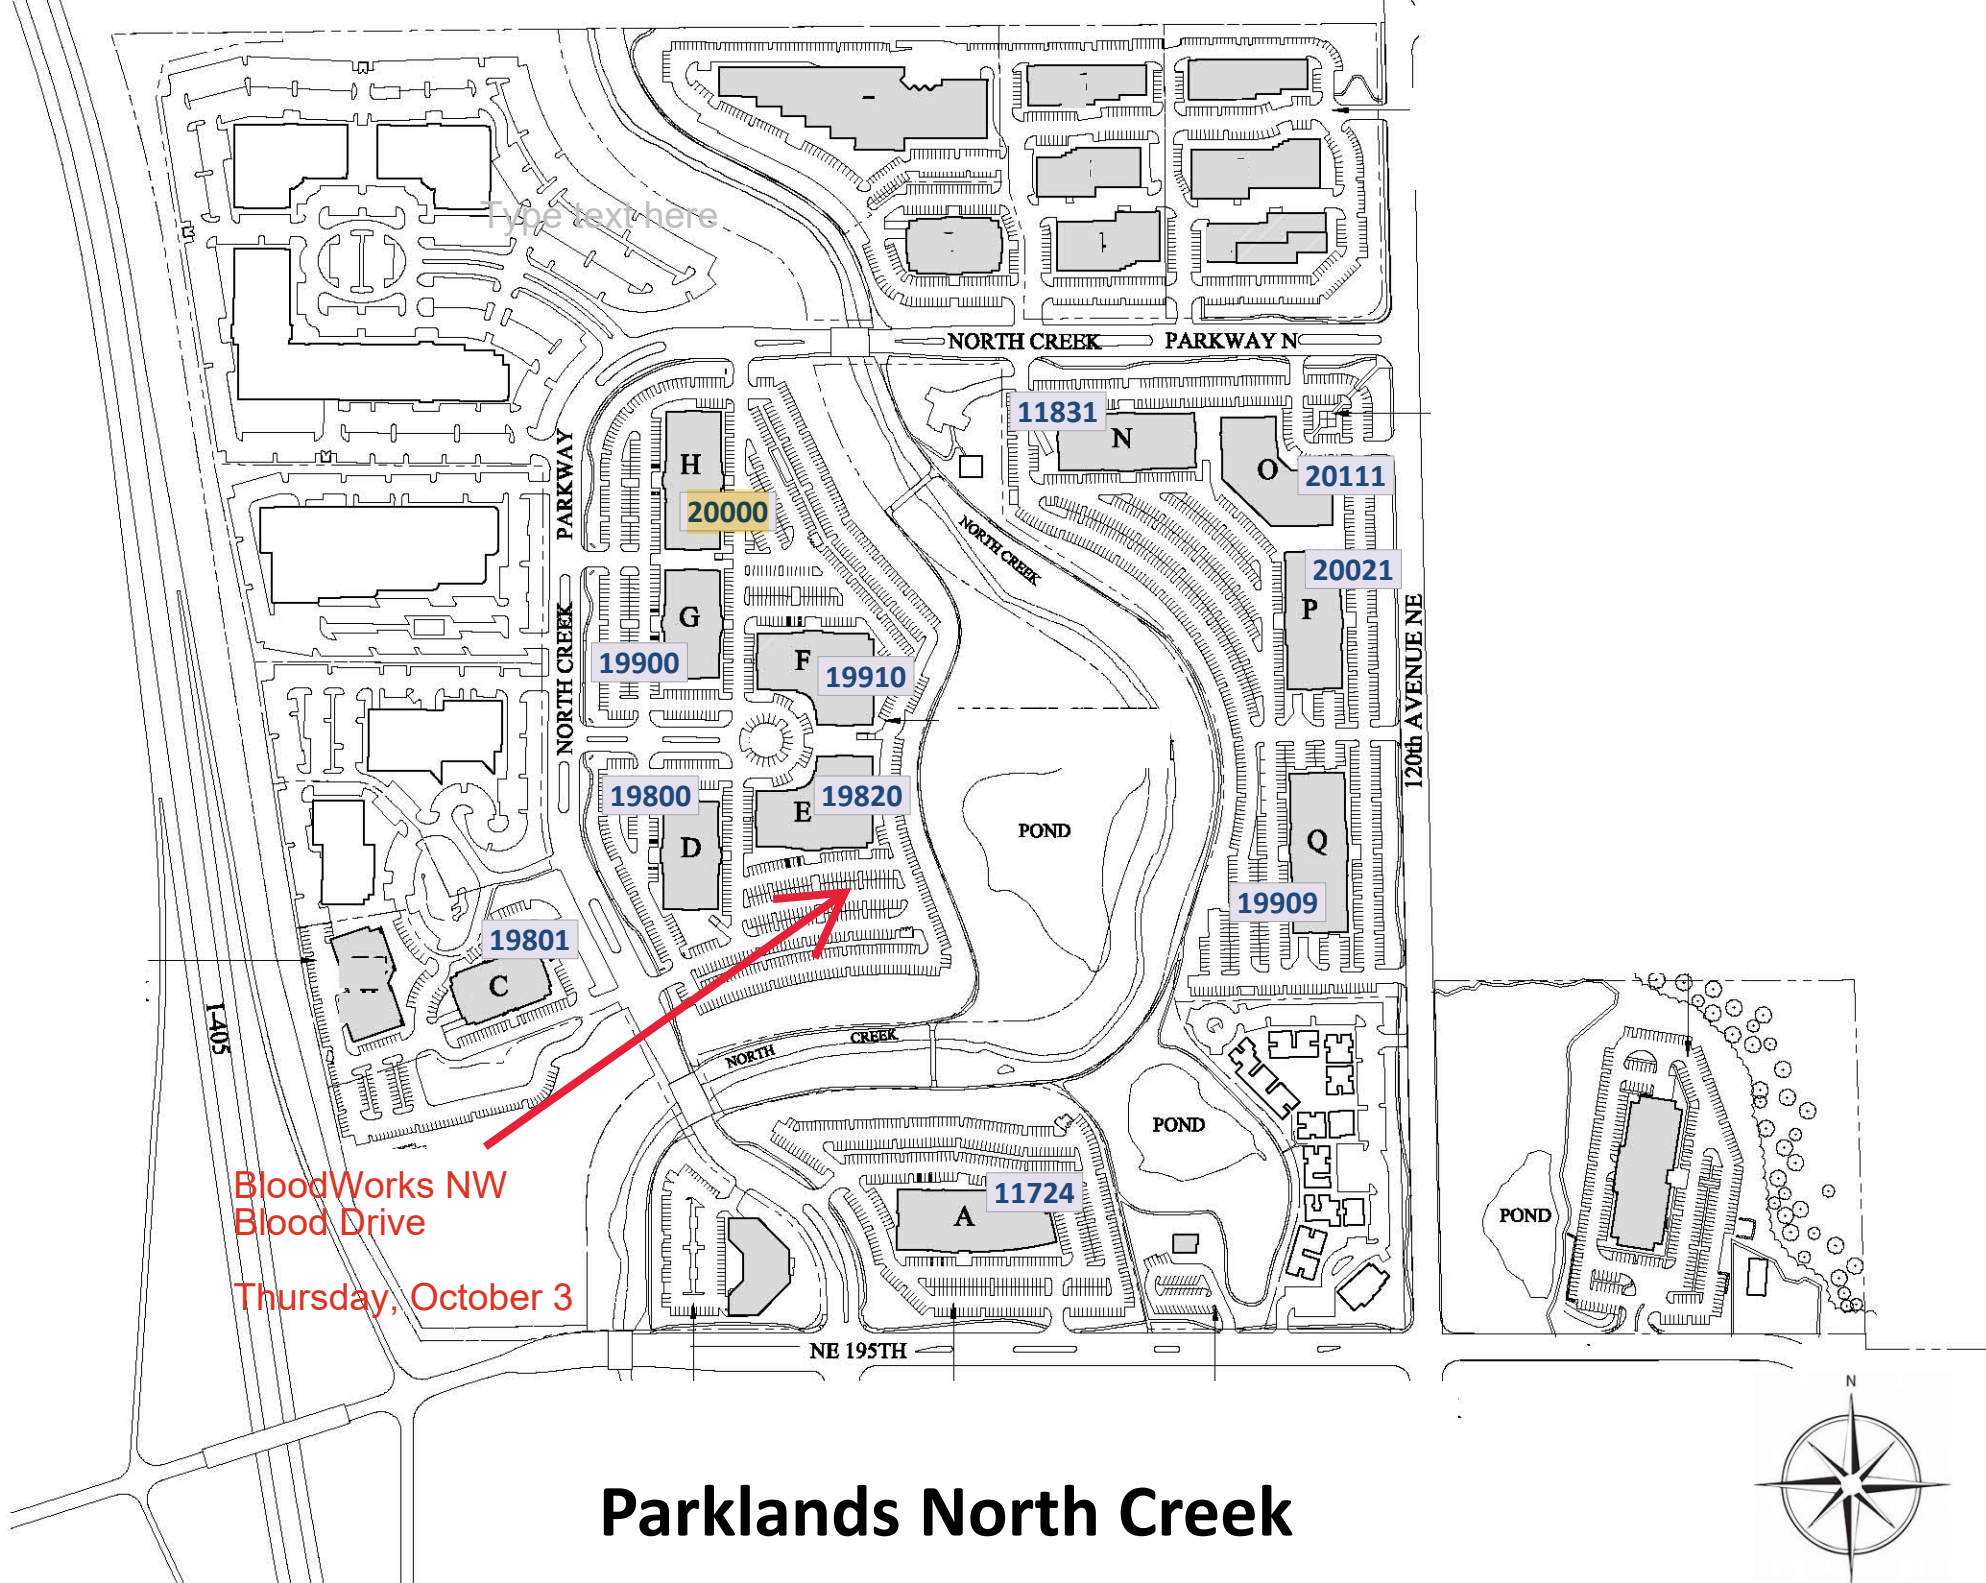 Type text here
NORTH CREEK PARKWAY N
11831
N
H
20000
O
20111
PARKWAY
NORTH CREEK
20021
P
G
19900
F
19910
NORTH CREEK
120th AVENUE NE
19800
D
E
19820
POND
Q
19909
19801
C
I-405
NORTH CREEK
POND
BloodWorks NW
Blood Drive
Thursday, October 3
11724
A
POND
NE 195TH
N
Parklands North Creek